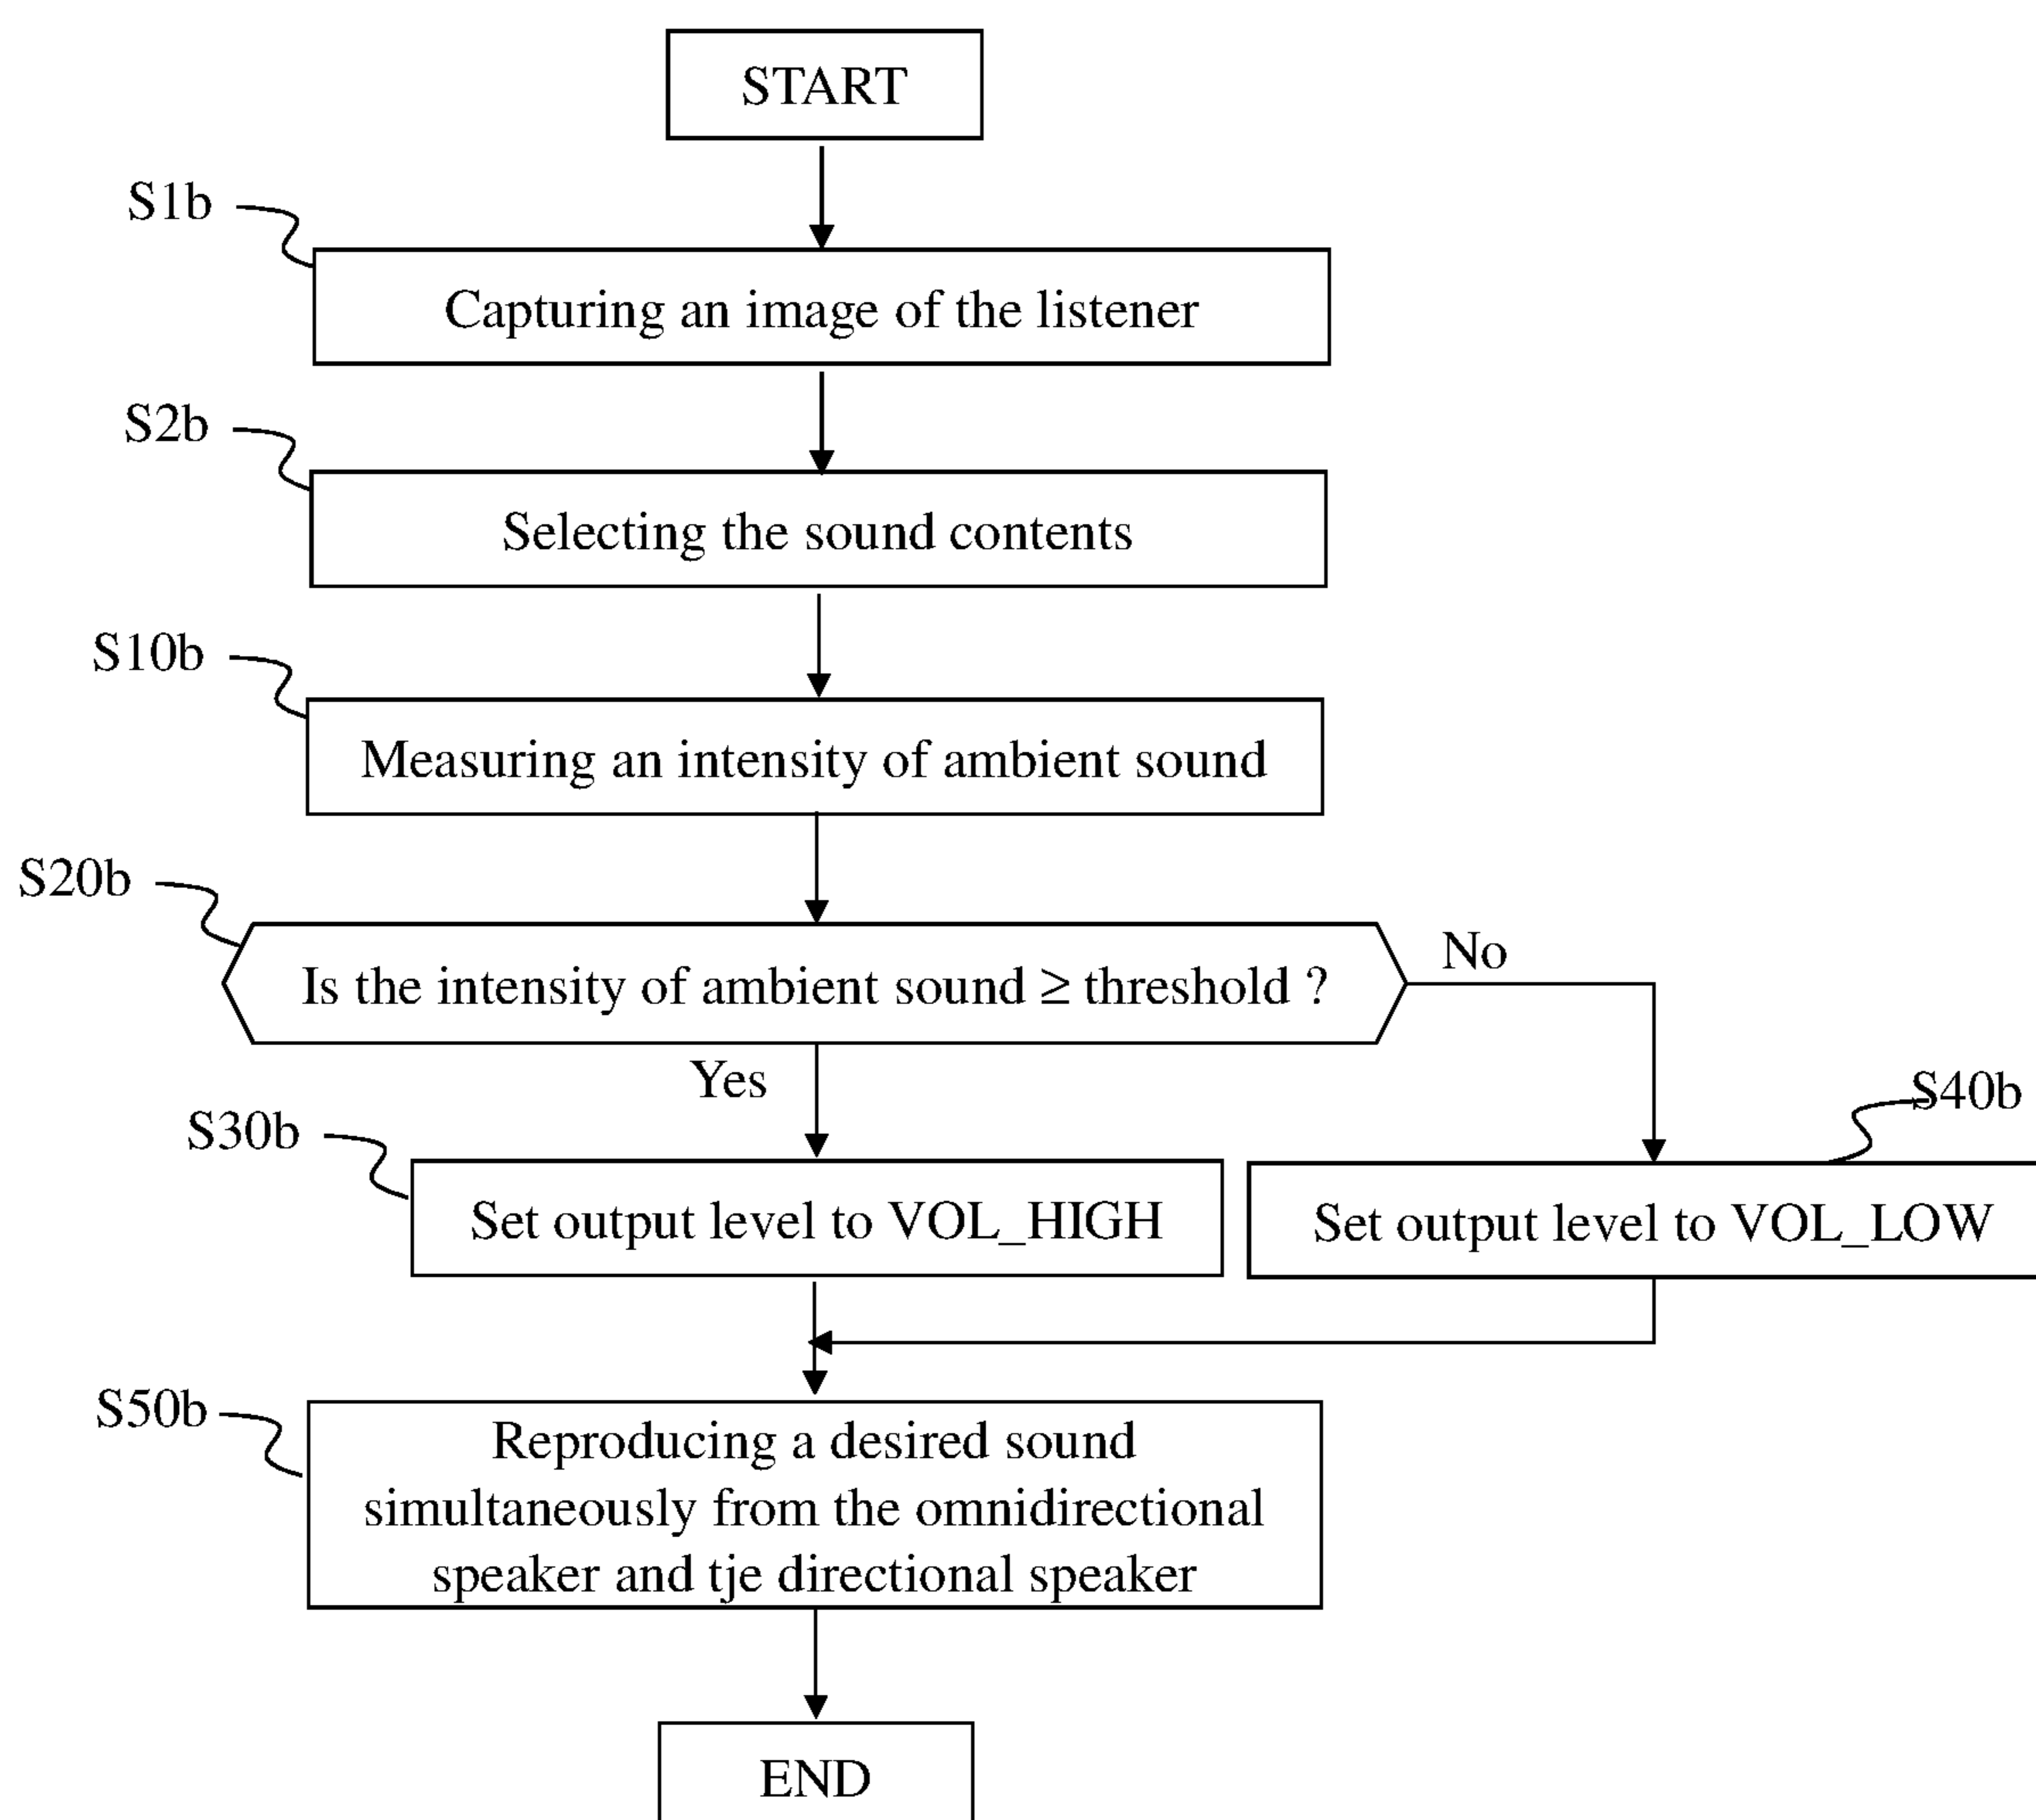 START
S1b
Capturing an image of the listener
S2b
Selecting the sound contents
S10b
Measuring an intensity of ambient sound
S20b
Is the intensity of ambient sound ≥ threshold ?
No
Yes
S30b
S40b
Set output level to VOL_HIGH
Set output level to VOL_LOW
S50b
Reproducing a desired sound
simultaneously from the omnidirectional
speaker and tje directional speaker
END